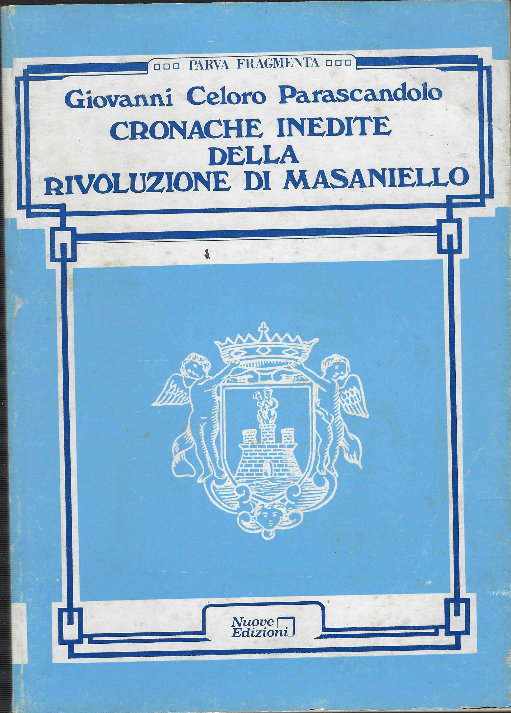 PARVA FRAGMENTA
Giovanni Celoro Parascandolo
CRONACHE INEDITE
DELLA
RIVOLUZIONE DI MASANIELLO
Nuove
Edizioni